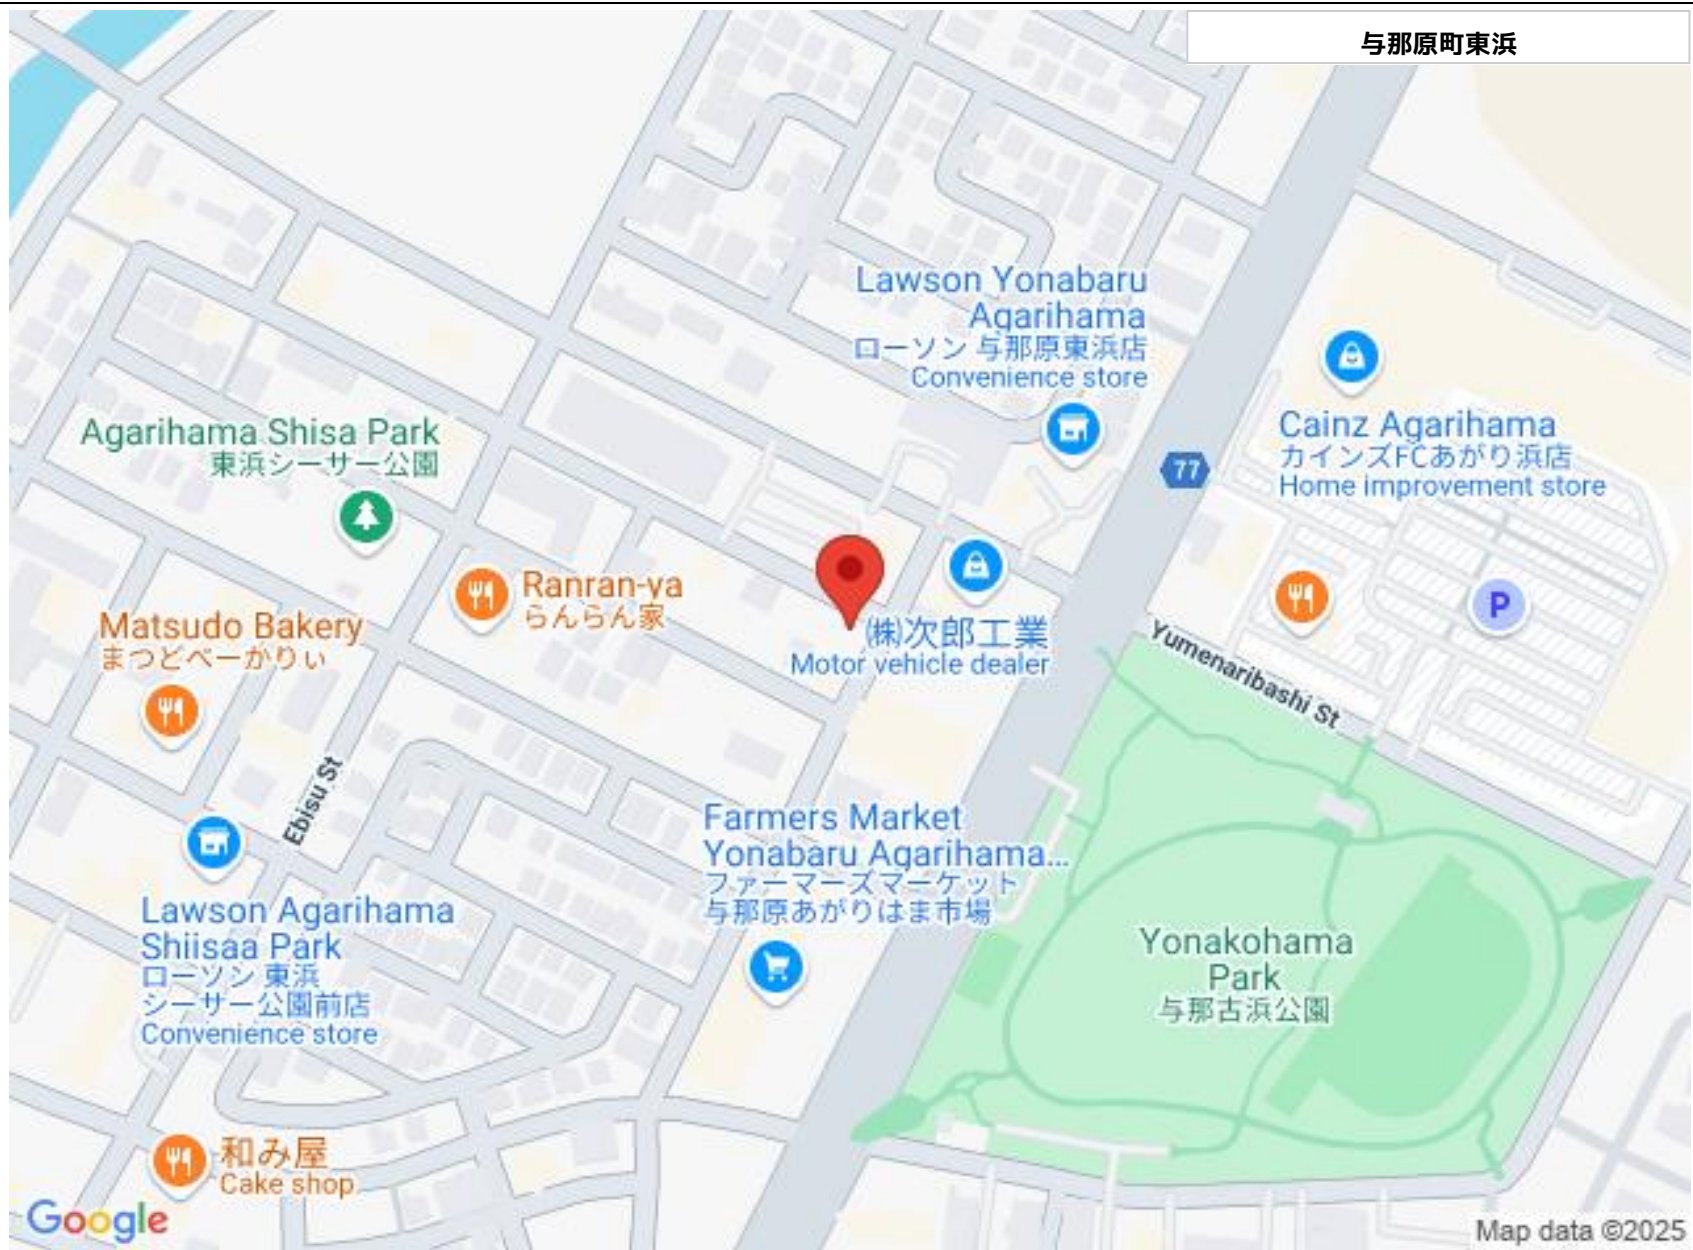 与那原町東浜
Lawson Yonabaru
Agarihama
ローソン 与那原東浜店
Convenience store
77
Cainz Agarihama
カインズFCあがり浜店
Home improvement store
Agarihama Shisa Park
東浜シーサー公園
Ranran-ya
らんらん家
Matsudo Bakery
まつどべーかりぃ
㈱次郎工業
Motor vehicle dealer
P
Yumenaribashi St
Ebisu St
Farmers Market
Yonabaru Agarihama...
ファーマーズマーケット
与那原あがりはま市場
Lawson Agarihama
Shiisaa Park
ローソン 東浜
シーサー公園前店
Convenience store
Yonakohama
Park
与那古浜公園
和み屋
Cake shop
Google
Map data ©2025